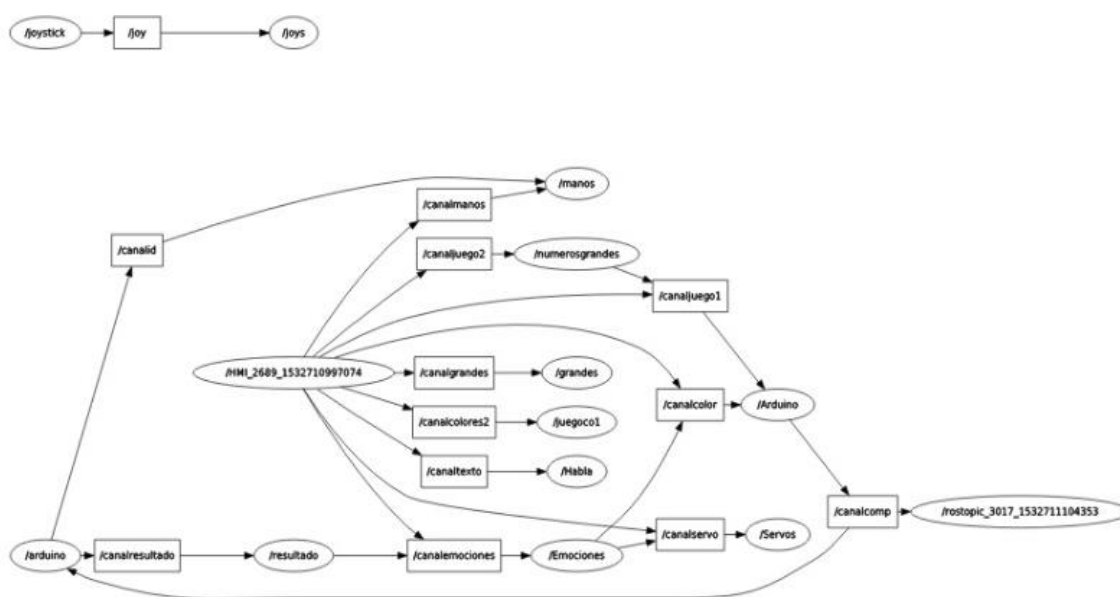 /joystick
/joy
/joys
/manos
/canalmanos
/canalid
/canaljuego2
/numerosgrandes
/canaljuego1
/HMI_2689_1532710997074
/canalgrandes
/grandes
/canalcolor
/Arduino
/canalcolores2
/juegoco1
/canaltexto
/Habla
/canalcomp
/rostopic_3017_1532711104353
/canalservo
/Servos
/arduino
/canalresultado
/resultado
/canalemociones
/Emociones